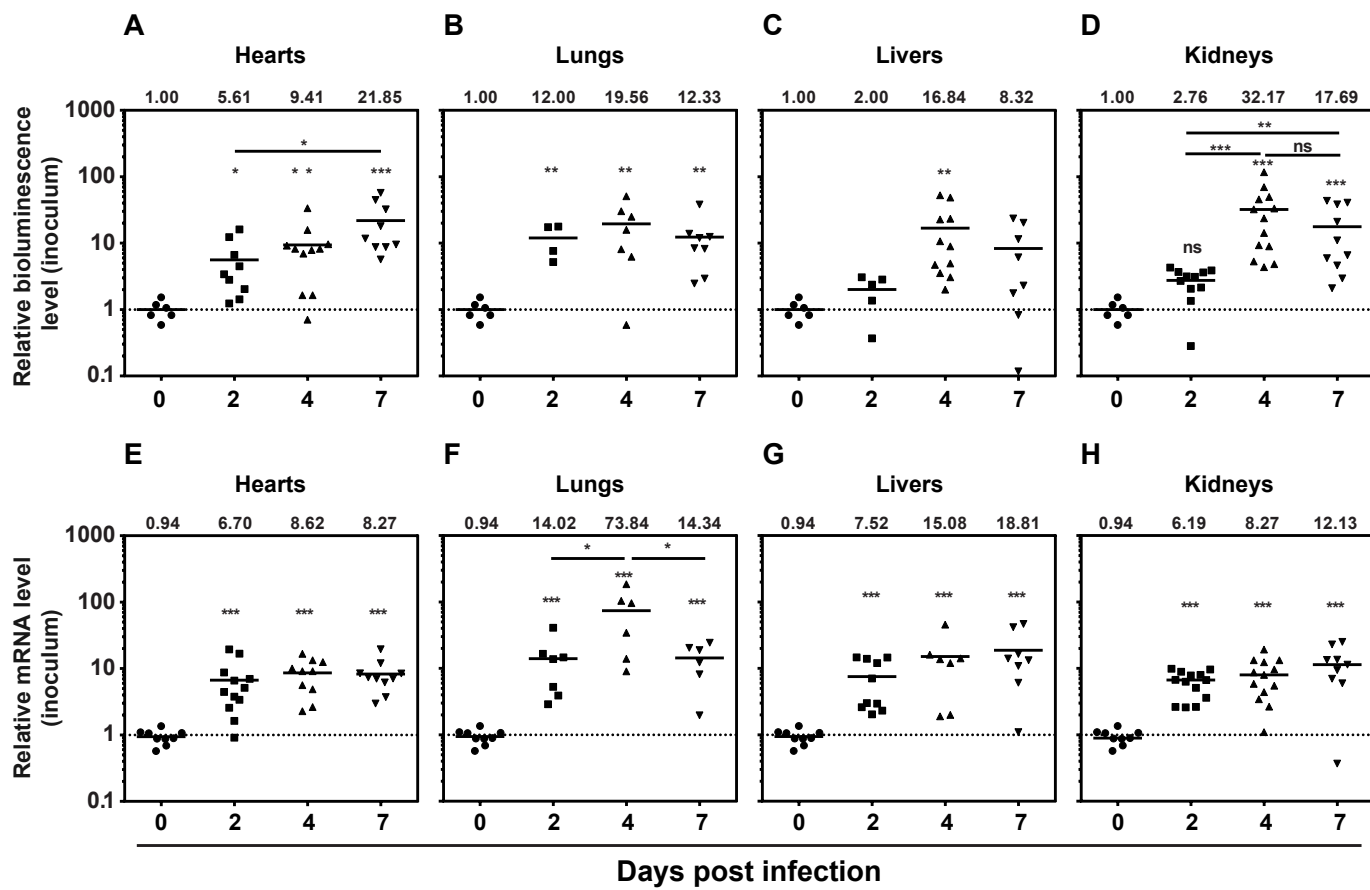 A B C D
Hearts Lungs Livers Kidneys
1.00 5.61 9.41 21.85 1.00 12.00 19.56 12.33 1.00 2.00 16.84 8.32 1.00 2.76 32.17 17.69
Relative bioluminescence
level (inoculum)
1000
100
10
1
0.1
* * * * *** ** ** ** ** ** *** ns *** ns ***
0 2 4 7 0 2 4 7 0 2 4 7 0 2 4 7
E F G H
Hearts Lungs Livers Kidneys
0.94 6.70 8.62 8.27 0.94 14.02 73.84 14.34 0.94 7.52 15.08 18.81 0.94 6.19 8.27 12.13
Relative mRNA level
(inoculum)
1000
100
10
1
0.1
*** *** *** * * *** *** *** *** *** *** *** *** ***
0 2 4 7 0 2 4 7 0 2 4 7 0 2 4 7
Days post infection